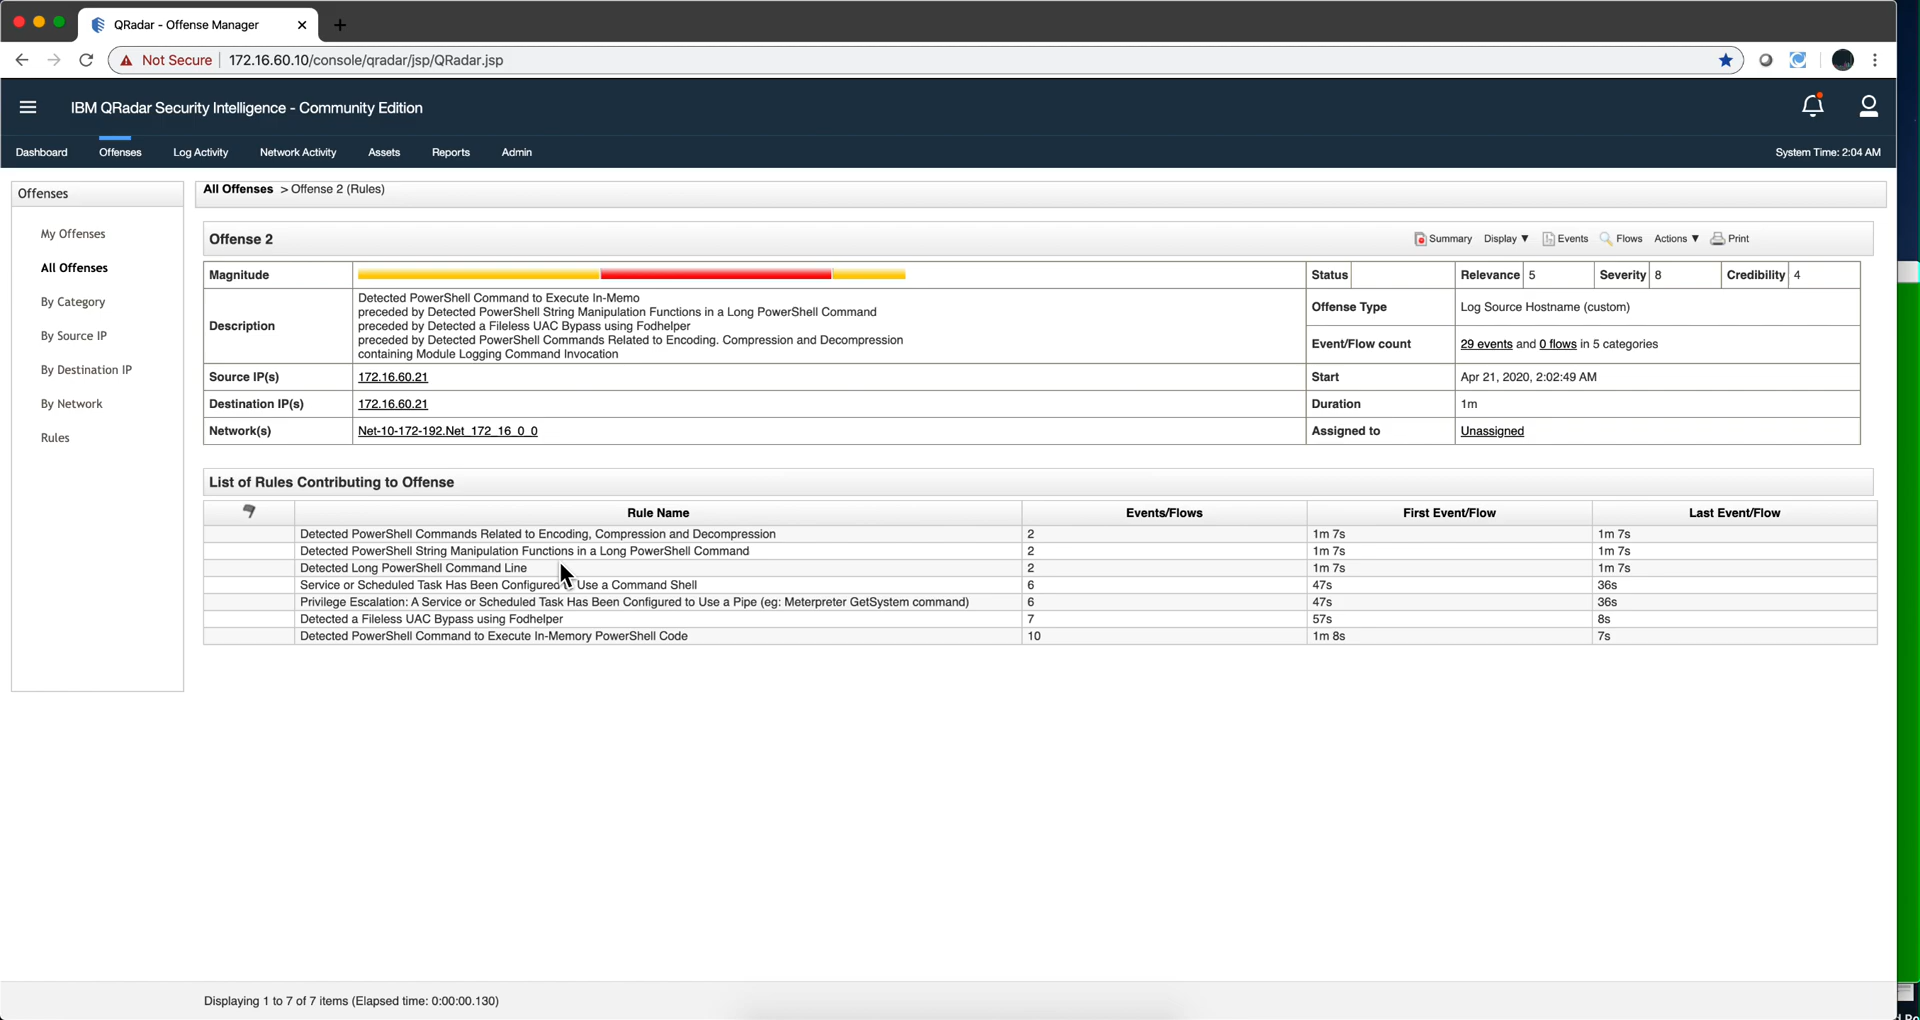 QRadar - Offense Manager
Not Secure 172.16.60.10/console/qradar/jsp/QRadar.jsp
IBM QRadar Security Intelligence - Community Edition
Dashboard Offenses Log Activity Network Activity Assets Reports Admin System Time: 2:04 AM
Offenses
My Offenses
All Offenses
By Category
By Source IP
By Destination IP
By Network
Rules
All Offenses > Offense 2 (Rules)
Offense 2 Summary Display ▼ Events Flows Actions ▼ Print
Magnitude Status Relevance 5 Severity 8 Credibility 4
Description
Detected PowerShell Command to Execute In-Memo
preceded by Detected PowerShell String Manipulation Functions in a Long PowerShell Command
preceded by Detected a Fileless UAC Bypass using Fodhelper
preceded by Detected PowerShell Commands Related to Encoding. Compression and Decompression
containing Module Logging Command Invocation
Offense Type Log Source Hostname (custom)
Event/Flow count 29 events and 0 flows in 5 categories
Source IP(s) 172.16.60.21 Start Apr 21, 2020, 2:02:49 AM
Destination IP(s) 172.16.60.21 Duration 1m
Network(s) Net-10-172-192.Net_172_16_0_0 Assigned to Unassigned
List of Rules Contributing to Offense
Rule Name Events/Flows First Event/Flow Last Event/Flow
Detected PowerShell Commands Related to Encoding, Compression and Decompression 2 1m 7s 1m 7s
Detected PowerShell String Manipulation Functions in a Long PowerShell Command 2 1m 7s 1m 7s
Detected Long PowerShell Command Line 2 1m 7s 1m 7s
Service or Scheduled Task Has Been Configured Use a Command Shell 6 47s 36s
Privilege Escalation: A Service or Scheduled Task Has Been Configured to Use a Pipe (eg: Meterpreter GetSystem command) 6 47s 36s
Detected a Fileless UAC Bypass using Fodhelper 7 57s 8s
Detected PowerShell Command to Execute In-Memory PowerShell Code 10 1m 8s 7s
Displaying 1 to 7 of 7 items (Elapsed time: 0:00:00.130)